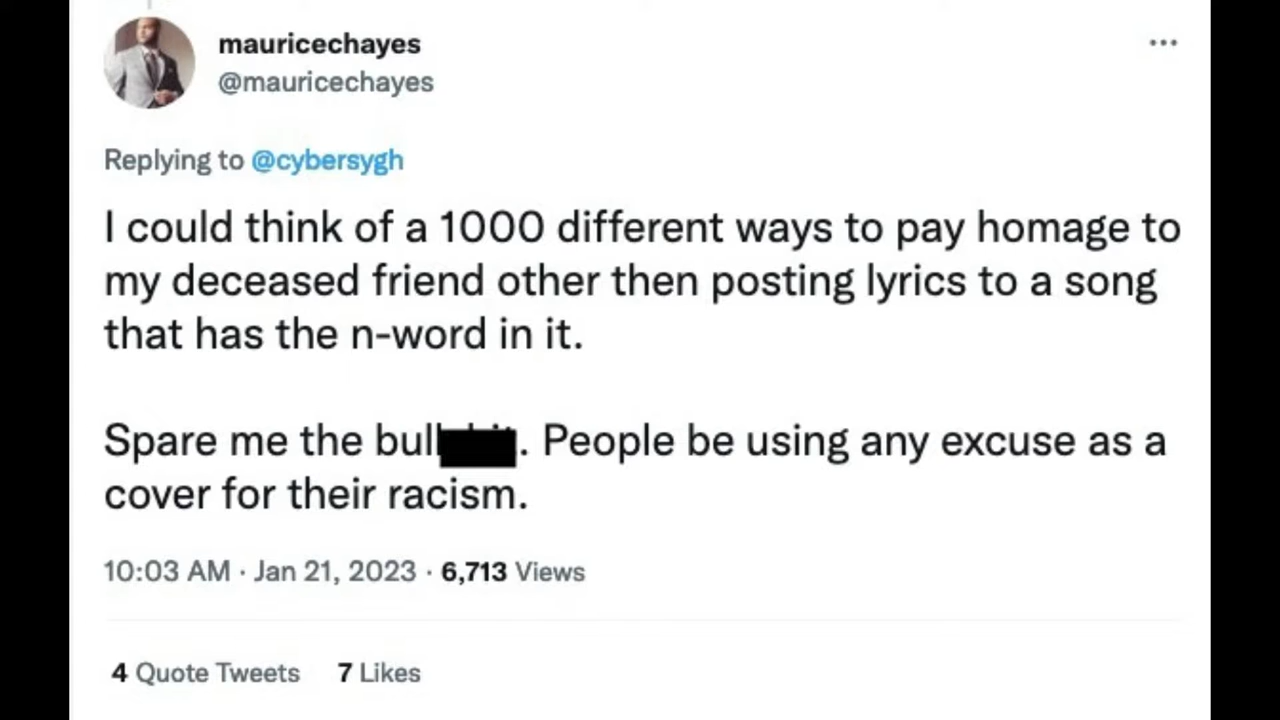 mauricechayes
@mauricechayes
Replying to @cybersygh
I could think of a 1000 different ways to pay homage to
my deceased friend other then posting lyrics to a song
that has the n-word in it.
Spare me the bull. People be using any excuse as a
cover for their racism.
10:03 AM · Jan 21, 2023 · 6,713 Views
4 Quote Tweets 7 Likes